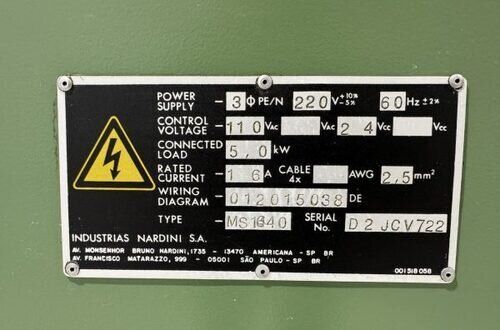 POWER SUPPLY - 3 Φ PE/N 220 V +10% -5% 60 Hz ± 2%
CONTROL VOLTAGE - 110 VAC VAC 24 VCC VCC
CONNECTED LOAD - 5,0 kW
RATED CURRENT - 16 A CABLE 4x AWG 2,5 mm²
WIRING DIAGRAM - 012015038 DE
TYPE - MS1640 SERIAL No. D2JCV722
INDUSTRIAS NARDINI S.A.
AV. MONSENHOR BRUNO NARDINI, 1735 - 13470 AMERICANA - SP BR
AV. FRANCISCO MATARAZZO, 999 - 05001 SÃO PAULO - SP BR
001518058